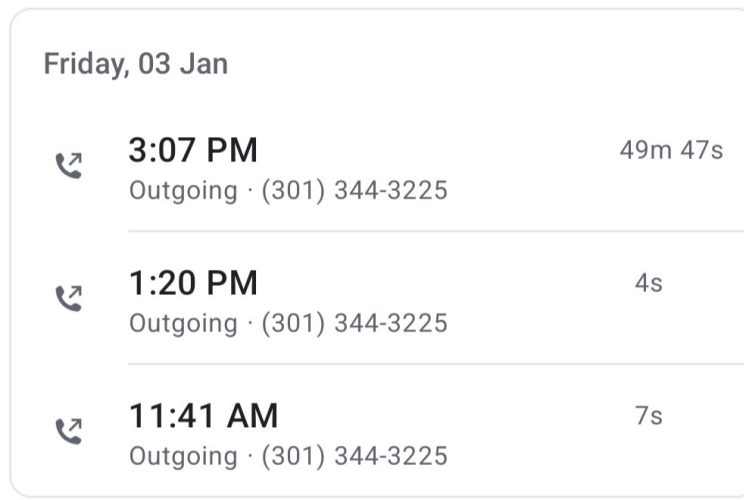 Friday, 03 Jan
3:07 PM 49m 47s
Outgoing · (301) 344-3225
1:20 PM 4s
Outgoing · (301) 344-3225
11:41 AM 7s
Outgoing · (301) 344-3225